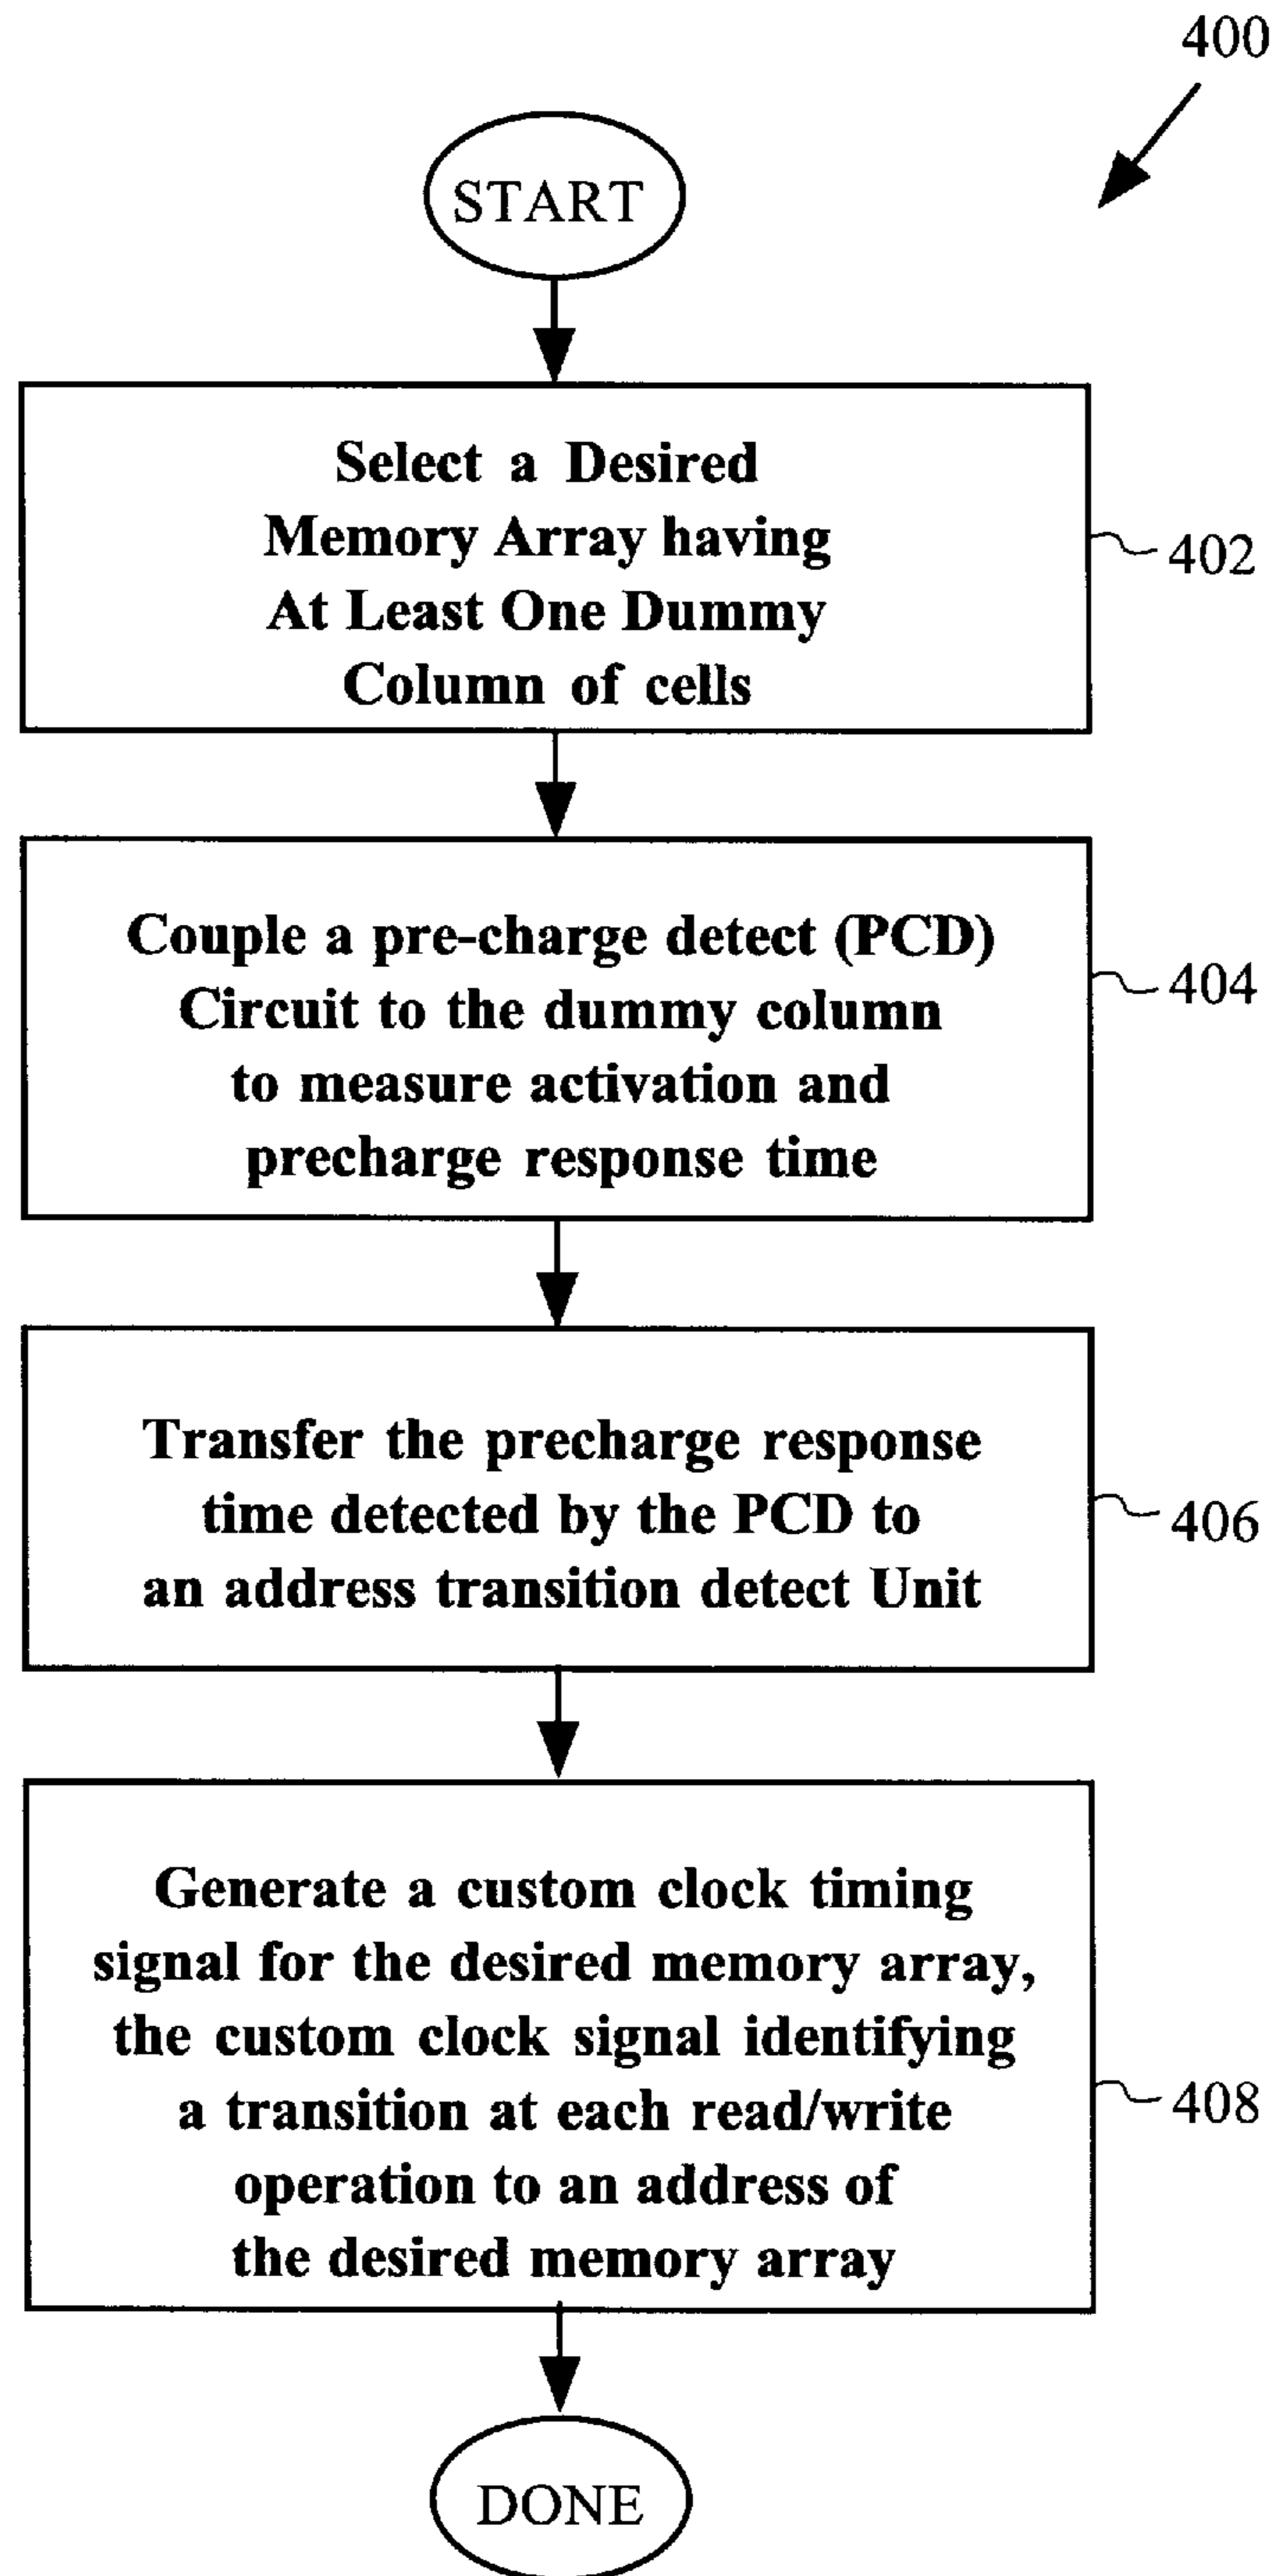 400
START
Select a Desired
Memory Array having
At Least One Dummy
Column of cells
402
Couple a pre-charge detect (PCD)
Circuit to the dummy column
to measure activation and
precharge response time
404
Transfer the precharge response
time detected by the PCD to
an address transition detect Unit
406
Generate a custom clock timing
signal for the desired memory array,
the custom clock signal identifying
a transition at each read/write
operation to an address of
the desired memory array
408
DONE